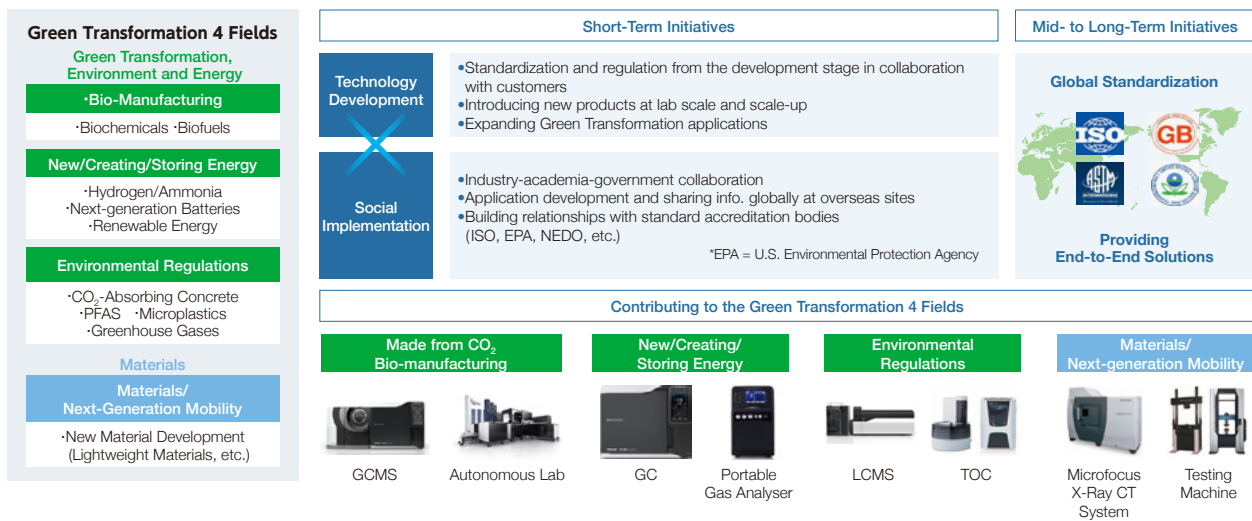 Green Transformation 4 Fields
Green Transformation,
Environment and Energy
・Bio-Manufacturing
・Biochemicals ・Biofuels
New/Creating/Storing Energy
・Hydrogen/Ammonia
・Next-generation Batteries
・Renewable Energy
Environmental Regulations
・CO₂-Absorbing Concrete
・PFAS ・Microplastics
・Greenhouse Gases
Materials
Materials/
Next-Generation Mobility
・New Material Development
(Lightweight Materials, etc.)
Short-Term Initiatives
Technology
Development
•Standardization and regulation from the development stage in collaboration
with customers
•Introducing new products at lab scale and scale-up
•Expanding Green Transformation applications
Social
Implementation
•Industry-academia-government collaboration
•Application development and sharing info. globally at overseas sites
•Building relationships with standard accreditation bodies
(ISO, EPA, NEDO, etc.)
*EPA = U.S. Environmental Protection Agency
Mid- to Long-Term Initiatives
Global Standardization
ISO
GB
ASTM
Providing
End-to-End Solutions
Contributing to the Green Transformation 4 Fields
Made from CO₂
Bio-manufacturing
GCMS
Autonomous Lab
New/Creating/
Storing Energy
GC
Portable
Gas Analyser
Environmental
Regulations
LCMS
TOC
Materials/
Next-generation Mobility
Microfocus
X-Ray CT
System
Testing
Machine